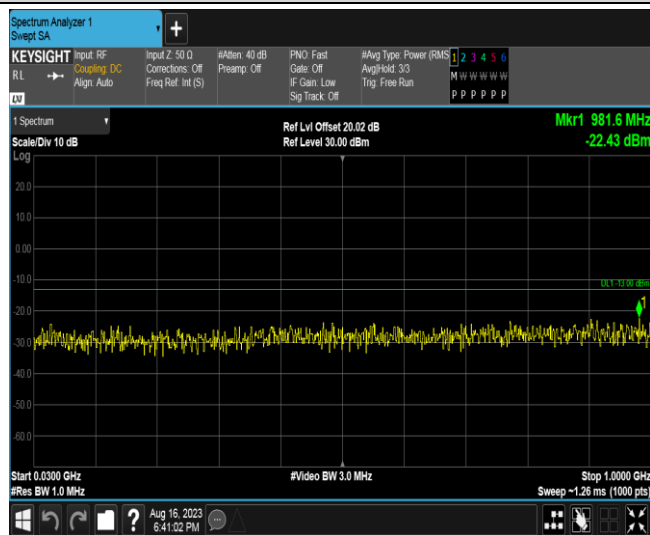 Spectrum Analyzer 1
Swept SA
+
KEYSIGHT
RL
LXI
Input: RF
Coupling: DC
Align: Auto
Input Z: 50 Ω
Corrections: Off
Freq Ref: Int (S)
#Atten: 40 dB
Preamp: Off
PNO: Fast
Gate: Off
IF Gain: Low
Sig Track: Off
#Avg Type: Power (RMS
Avg|Hold: 3/3
Trig: Free Run
1 2 3 4 5 6
M W W W W W
P P P P P P
1 Spectrum
Scale/Div 10 dB
Log
Ref Lvl Offset 20.02 dB
Ref Level 30.00 dBm
Mkr1 981.6 MHz
-22.43 dBm
20.0
10.0
0.00
-10.0
DL1 -13.00 dBm
1
-20.0
-30.0
-40.0
-50.0
-60.0
Start 0.0300 GHz
#Res BW 1.0 MHz
#Video BW 3.0 MHz
Stop 1.0000 GHz
Sweep ~1.26 ms (1000 pts)
?
Aug 16, 2023
6:41:02 PM